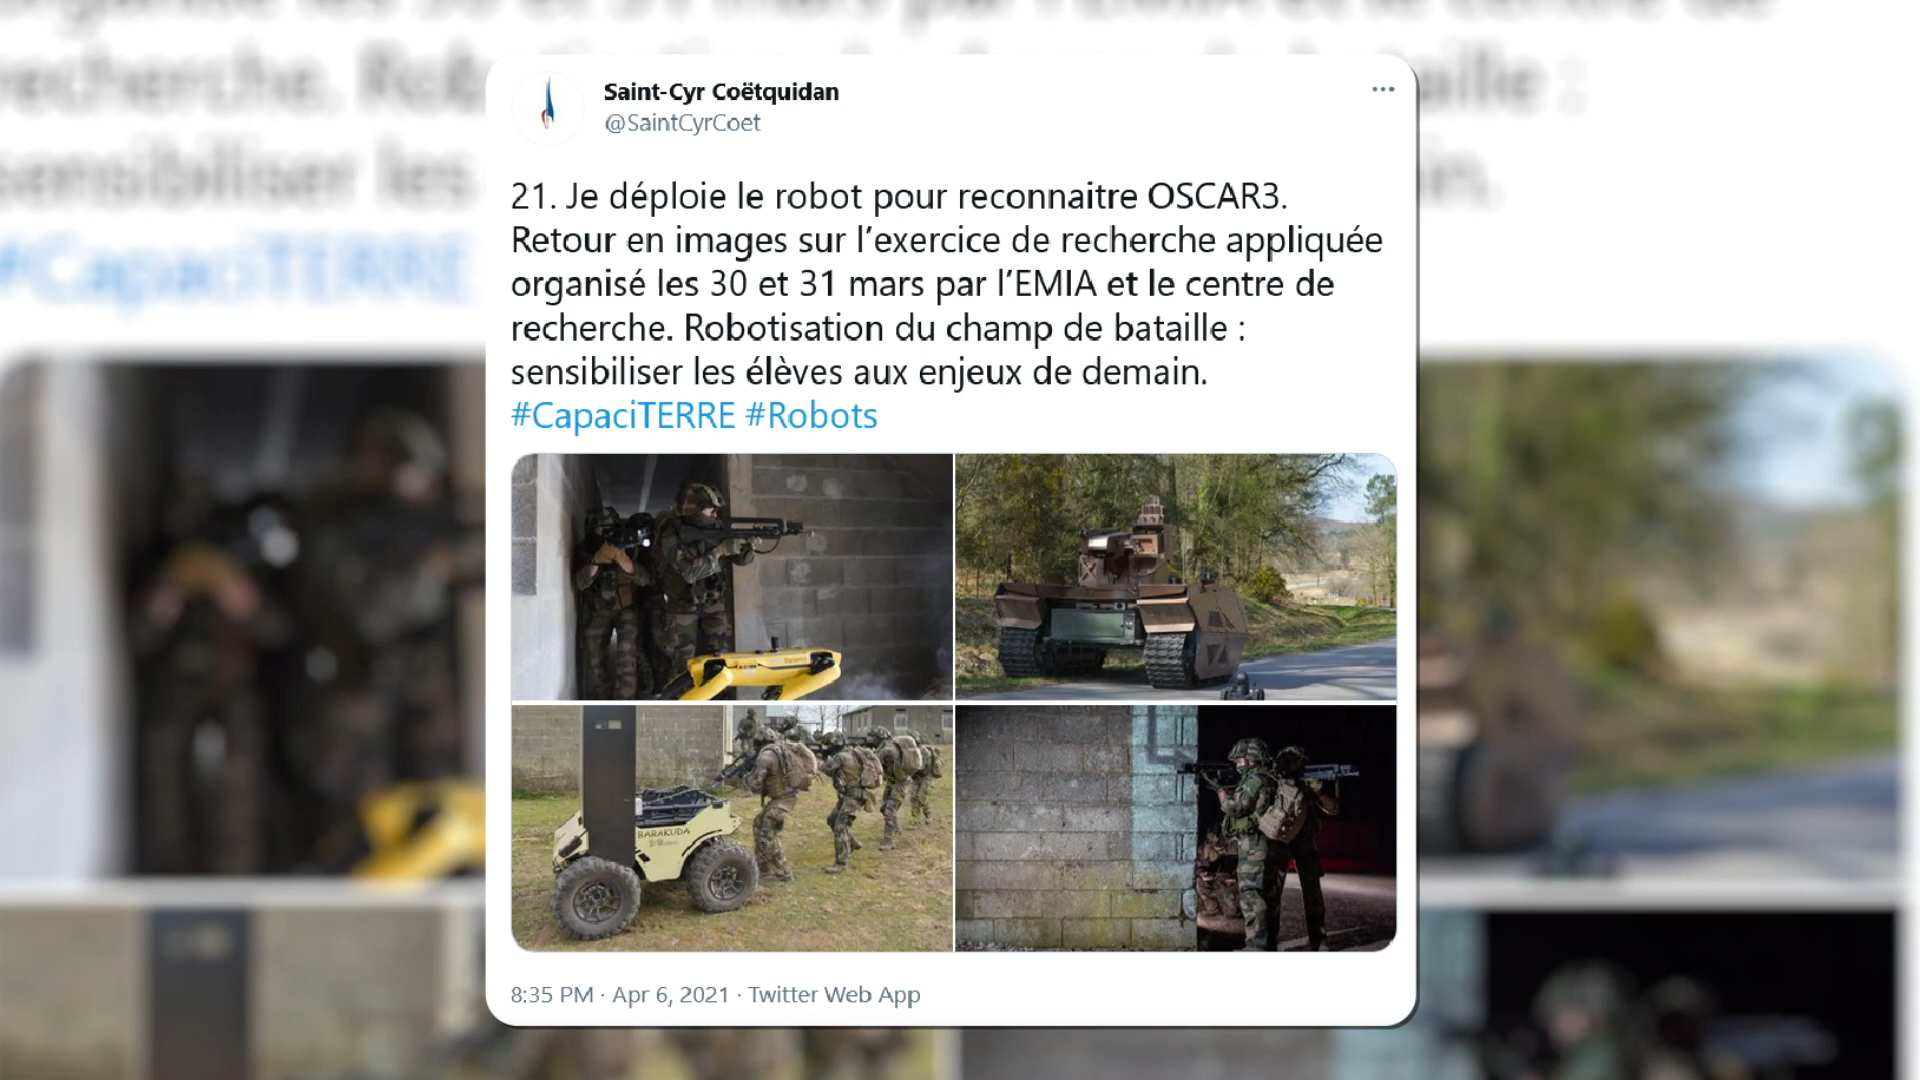 Saint-Cyr Coëtquidan
@SaintCyrCoet
21. Je déploie le robot pour reconnaitre OSCAR3.
Retour en images sur l’exercice de recherche appliquée
organisé les 30 et 31 mars par l’EMIA et le centre de
recherche. Robotisation du champ de bataille :
sensibiliser les élèves aux enjeux de demain.
#CapaciTERRE #Robots
BARAKUDA
8:35 PM · Apr 6, 2021 · Twitter Web App